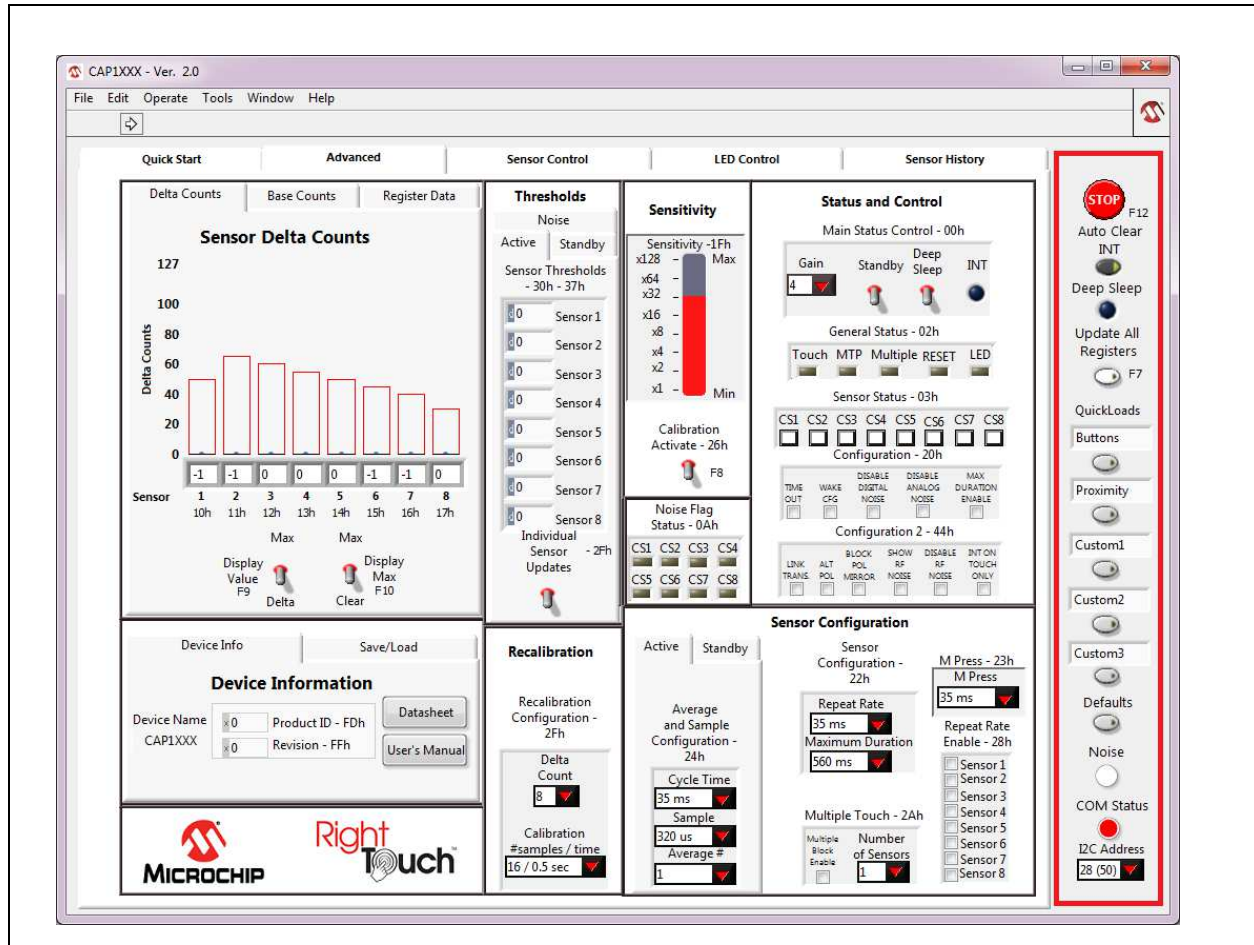 CAP1XXX - Ver. 2.0
File Edit Operate Tools Window Help
Quick Start Advanced Sensor Control LED Control Sensor History
Delta Counts Base Counts Register Data
Sensor Delta Counts
127
100
80
60
40
20
0
Delta Counts
-1 -1 0 0 0 -1 -1 0
Sensor 1 2 3 4 5 6 7 8
10h 11h 12h 13h 14h 15h 16h 17h
Max Max
Display Value F9
Delta
Display Max F10
Clear
Device Info Save/Load
Device Information
Device Name
CAP1XXX
x 0 Product ID - FDh
x 0 Revision - FFh
Datasheet
User's Manual
MICROCHIP
Right Touch
Thresholds
Noise
Active Standby
Sensor Thresholds
- 30h - 37h
d 0 Sensor 1
d 0 Sensor 2
d 0 Sensor 3
d 0 Sensor 4
d 0 Sensor 5
d 0 Sensor 6
d 0 Sensor 7
d 0 Sensor 8
Individual
Sensor - 2Fh
Updates
Recalibration
Recalibration
Configuration -
2Fh
Delta
Count
8
Calibration
#samples / time
16 / 0.5 sec
Sensitivity
Sensitivity -1Fh
x128 Max
x64
x32
x16
x8
x4
x2
x1 Min
Calibration
Activate - 26h
F8
Noise Flag
Status - 0Ah
CS1 CS2 CS3 CS4
CS5 CS6 CS7 CS8
Status and Control
Main Status Control - 00h
Gain Standby Deep Sleep INT
4
General Status - 02h
Touch MTP Multiple RESET LED
Sensor Status - 03h
CS1 CS2 CS3 CS4 CS5 CS6 CS7 CS8
Configuration - 20h
TIME OUT WAKE CFG DISABLE DIGITAL NOISE DISABLE ANALOG NOISE MAX DURATION ENABLE
Configuration 2 - 44h
LINK TRANS. ALT POL BLOCK POL MIRROR SHOW RF NOISE DISABLE RF NOISE INT ON TOUCH ONLY
Sensor Configuration
Active Standby
Average
and Sample
Configuration -
24h
Cycle Time
35 ms
Sample
320 us
Average #
1
Sensor
Configuration -
22h
Repeat Rate
35 ms
Maximum Duration
560 ms
Multiple Touch - 2Ah
Multiple Block Enable
Number
of Sensors
1
M Press - 23h
M Press
35 ms
Repeat Rate
Enable - 28h
Sensor 1
Sensor 2
Sensor 3
Sensor 4
Sensor 5
Sensor 6
Sensor 7
Sensor 8
STOP F12
Auto Clear
INT
Deep Sleep
Update All
Registers
F7
QuickLoads
Buttons
Proximity
Custom1
Custom2
Custom3
Defaults
Noise
COM Status
I2C Address
28 (50)